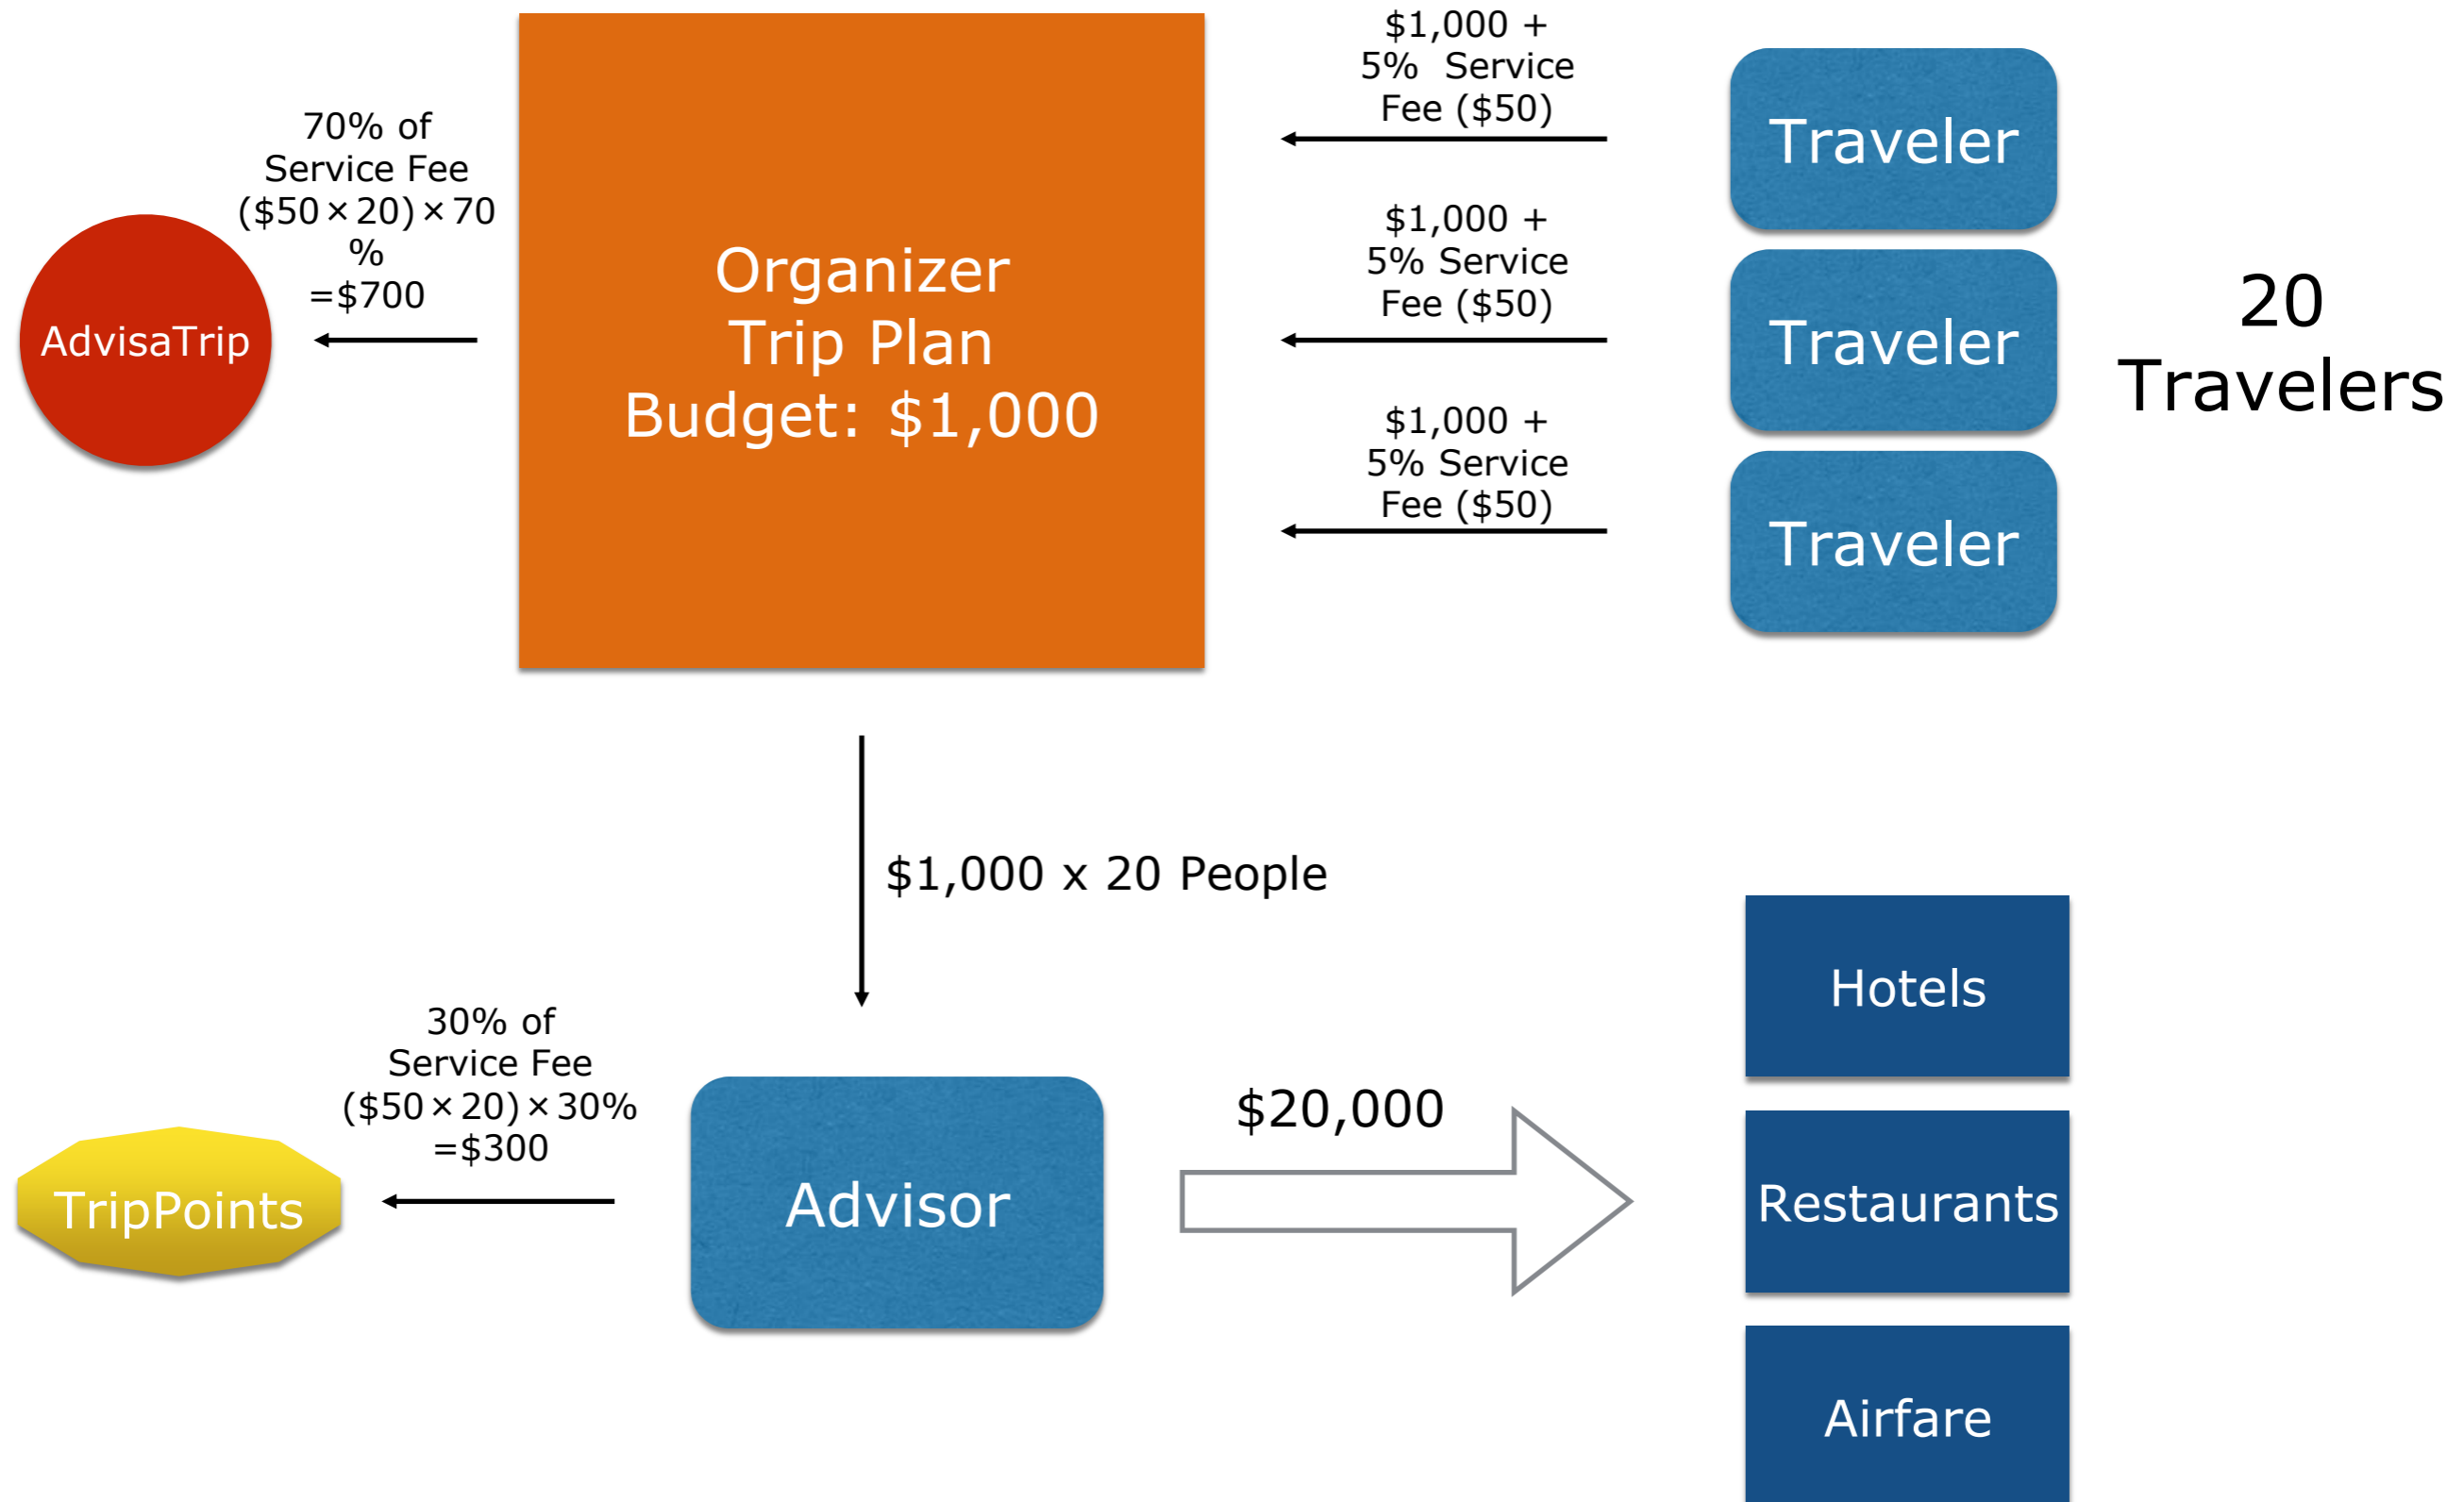 70% of
Service Fee
($50×20)×70
%
=$700
AdvisaTrip
Organizer
Trip Plan
Budget: $1,000
$1,000 +
5%  Service
Fee ($50)
$1,000 +
5% Service
Fee ($50)
$1,000 +
5% Service
Fee ($50)
Traveler
Traveler
Traveler
20
Travelers
$1,000 x 20 People
30% of
Service Fee
($50×20)×30%
=$300
TripPoints
Advisor
$20,000
Hotels
Restaurants
Airfare